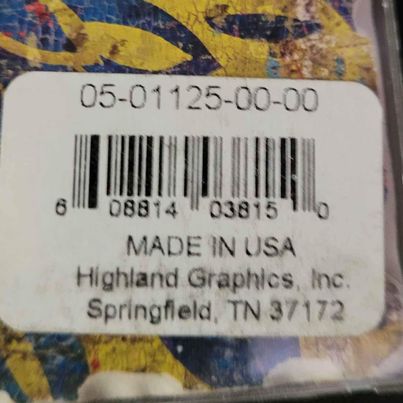 05-01125-00-00
6 08814 03815 0
MADE IN USA
Highland Graphics, Inc.
Springfield, TN 37172